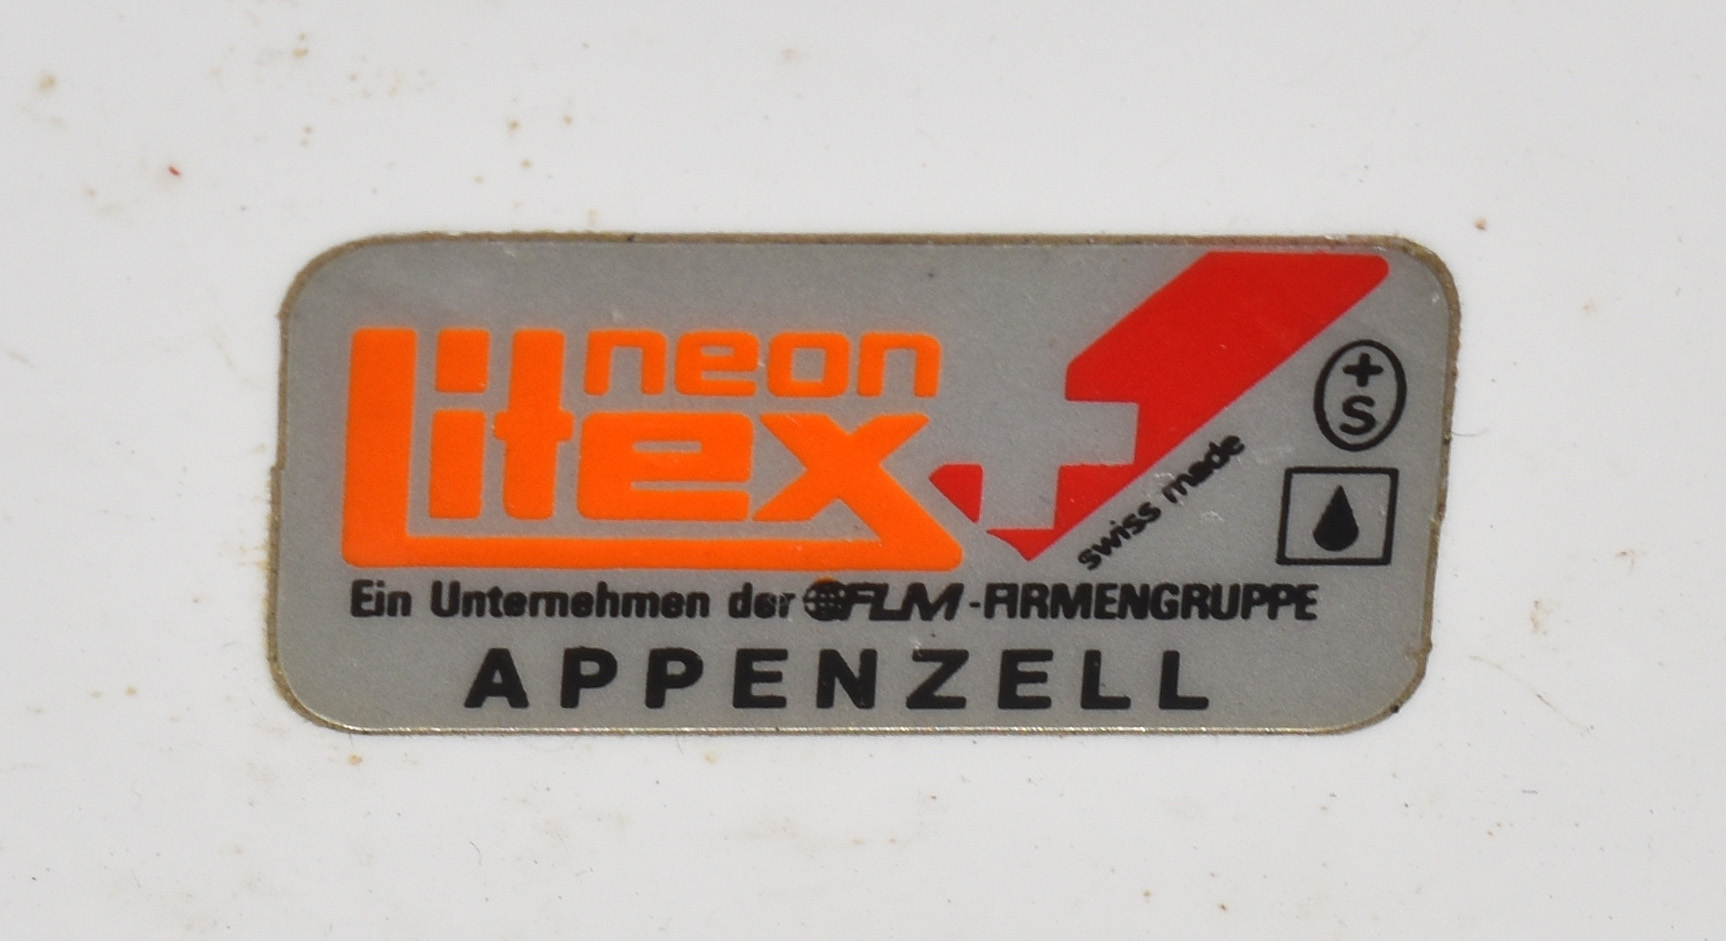 neon
Litex
swiss made
+
S
Ein Unternehmen der FLM-FIRMENGRUPPE
APPENZELL